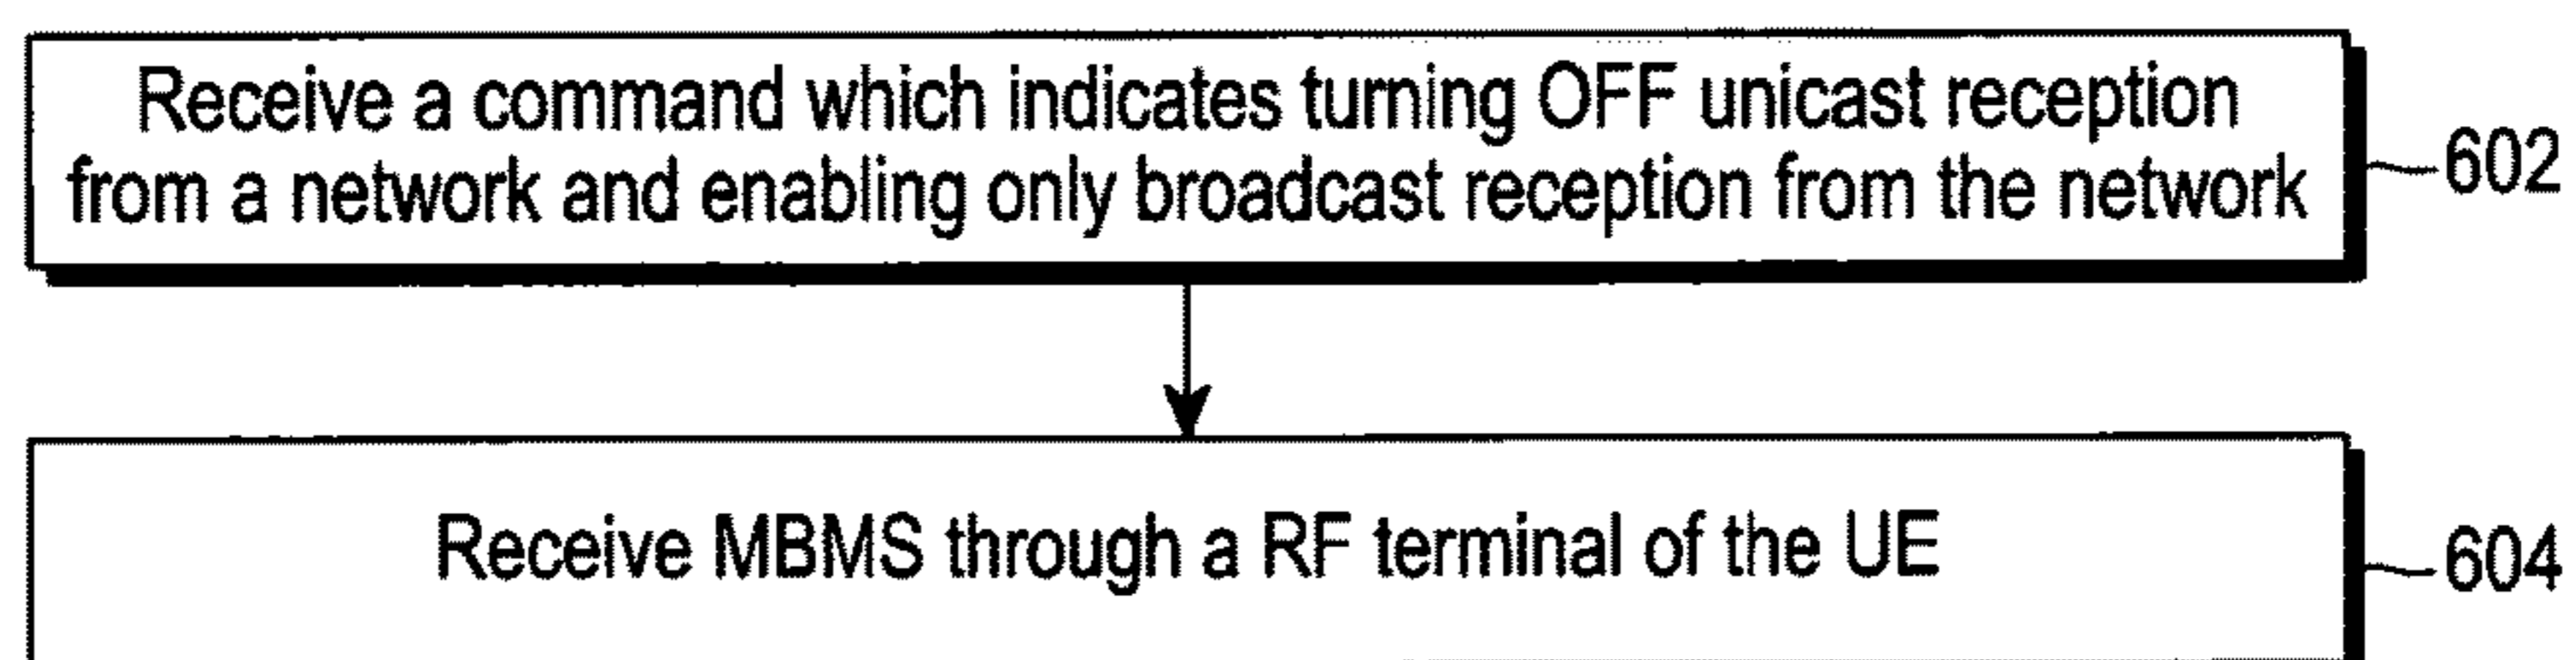 Receive a command which indicates turning OFF unicast reception
from a network and enabling only broadcast reception from the network
602
Receive MBMS through a RF terminal of the UE
604